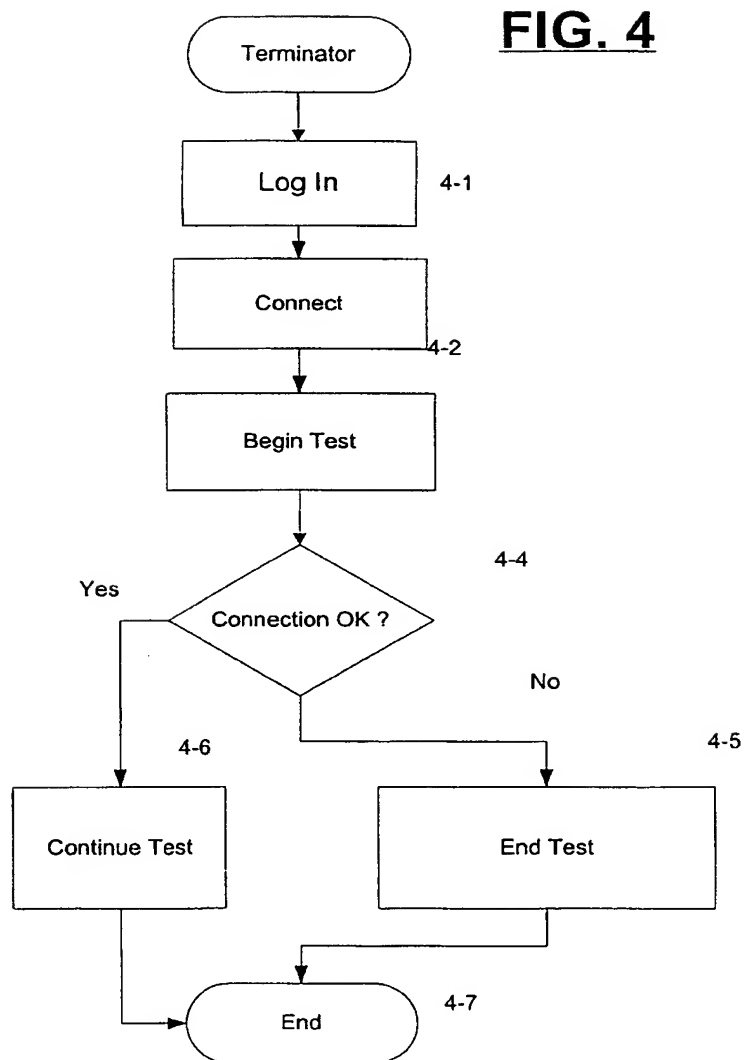 FIG. 4
Terminator
Log In
4-1
Connect
4-2
Begin Test
4-4
Yes
Connection OK ?
No
4-6
4-5
Continue Test
End Test
4-7
End